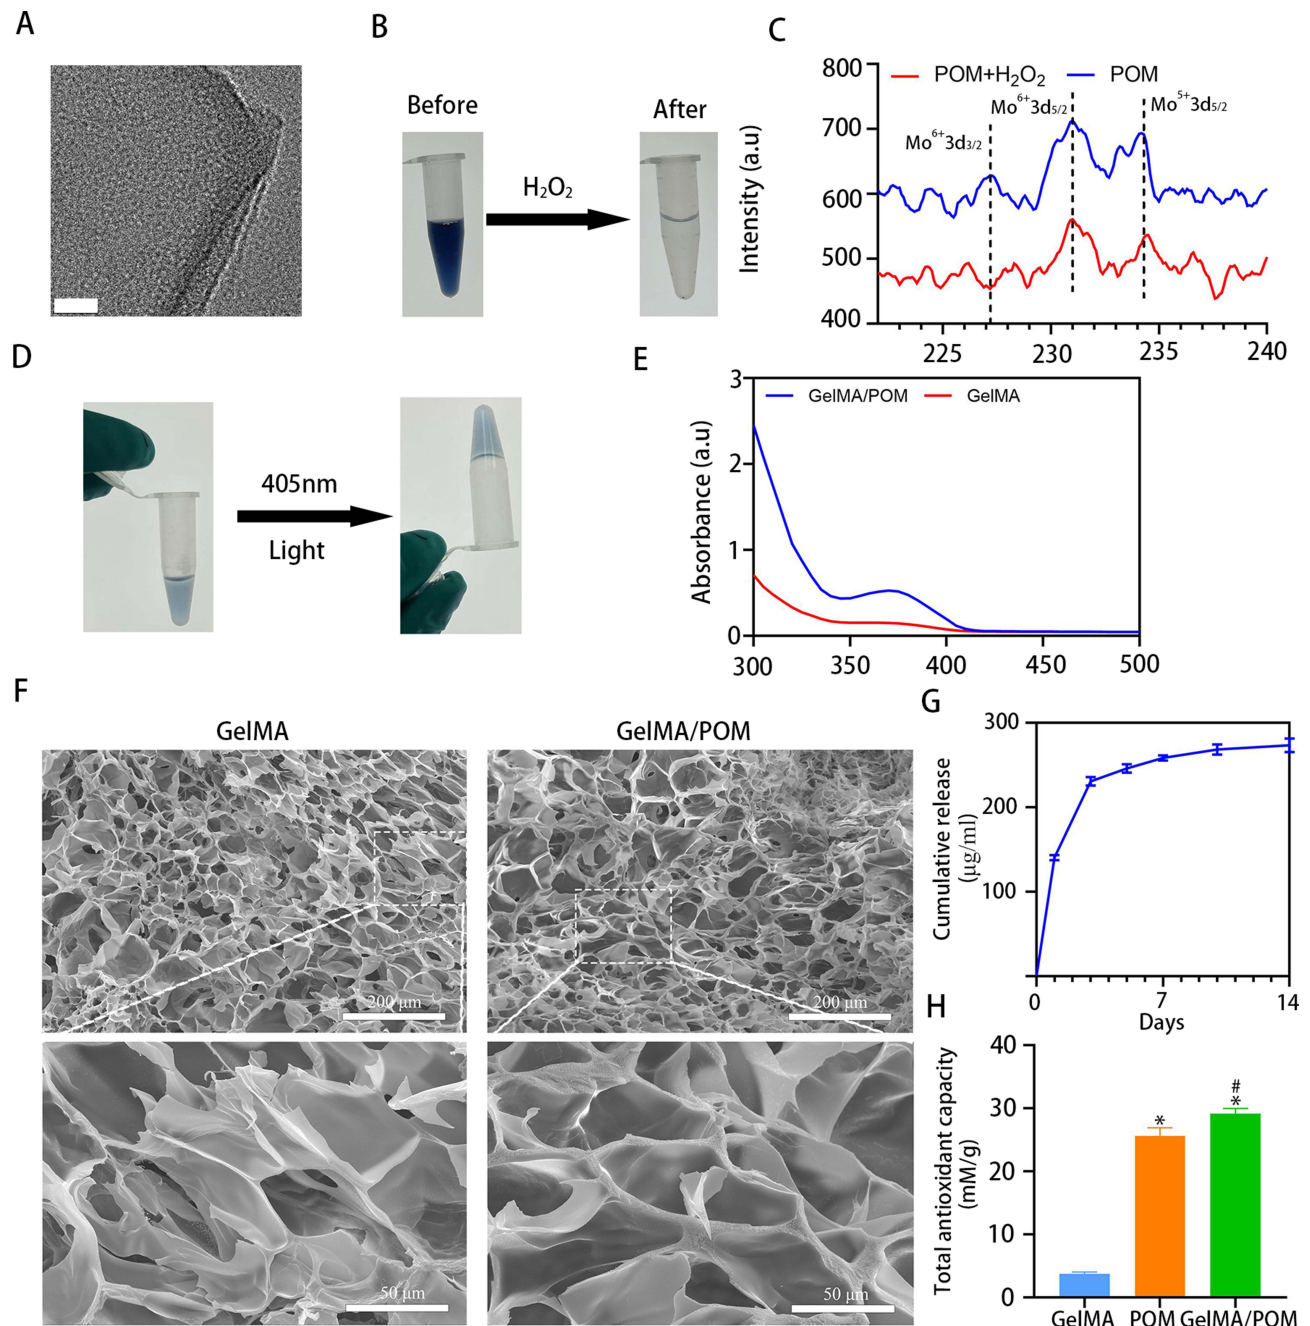 A
B
Before
After
H₂O₂
C
POM+H₂O₂
POM
Mo⁶⁺3d₃/₂
Mo⁶⁺3d₅/₂
Mo⁵⁺3d₅/₂
Intensity (a.u)
800
700
600
500
400
225
230
235
240
D
405nm
Light
E
GelMA/POM
GelMA
Absorbance (a.u)
3
2
1
0
300
350
400
450
500
F
GelMA
GelMA/POM
200 μm
200 μm
50 μm
50 μm
G
Cumulative release
(μg/ml)
300
200
100
0
7
14
Days
H
Total antioxidant capacity
(mM/g)
40
30
20
10
0
*
#
*
GelMA
POM
GelMA/POM